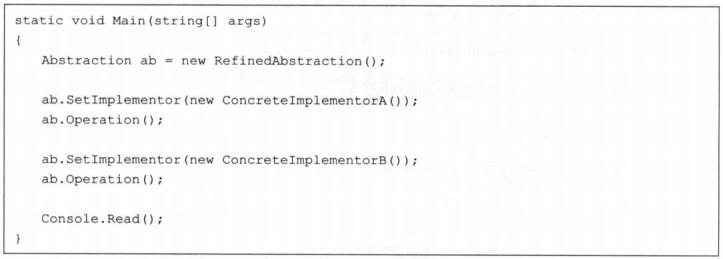 static void Main(string[] args)
{
Abstraction ab = new RefinedAbstraction();
ab.SetImplementor(new ConcreteImplementorA());
ab.Operation();
ab.SetImplementor(new ConcreteImplementorB());
ab.Operation();
Console.Read();
}